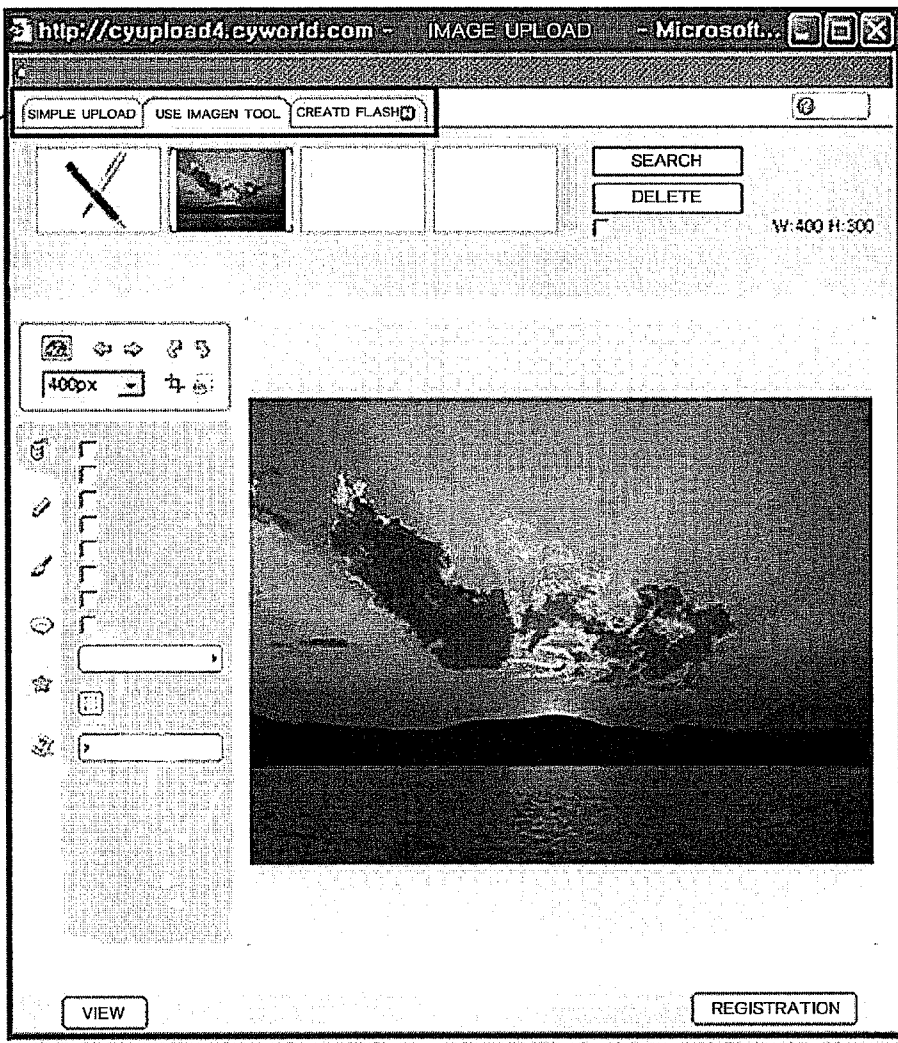 http://cyupload4.cyworld.com - IMAGE UPLOAD - Microsoft...
SIMPLE UPLOAD USE IMAGEN TOOL CREATD FLASH N
SEARCH
DELETE
W:400 H:300
400px
VIEW REGISTRATION